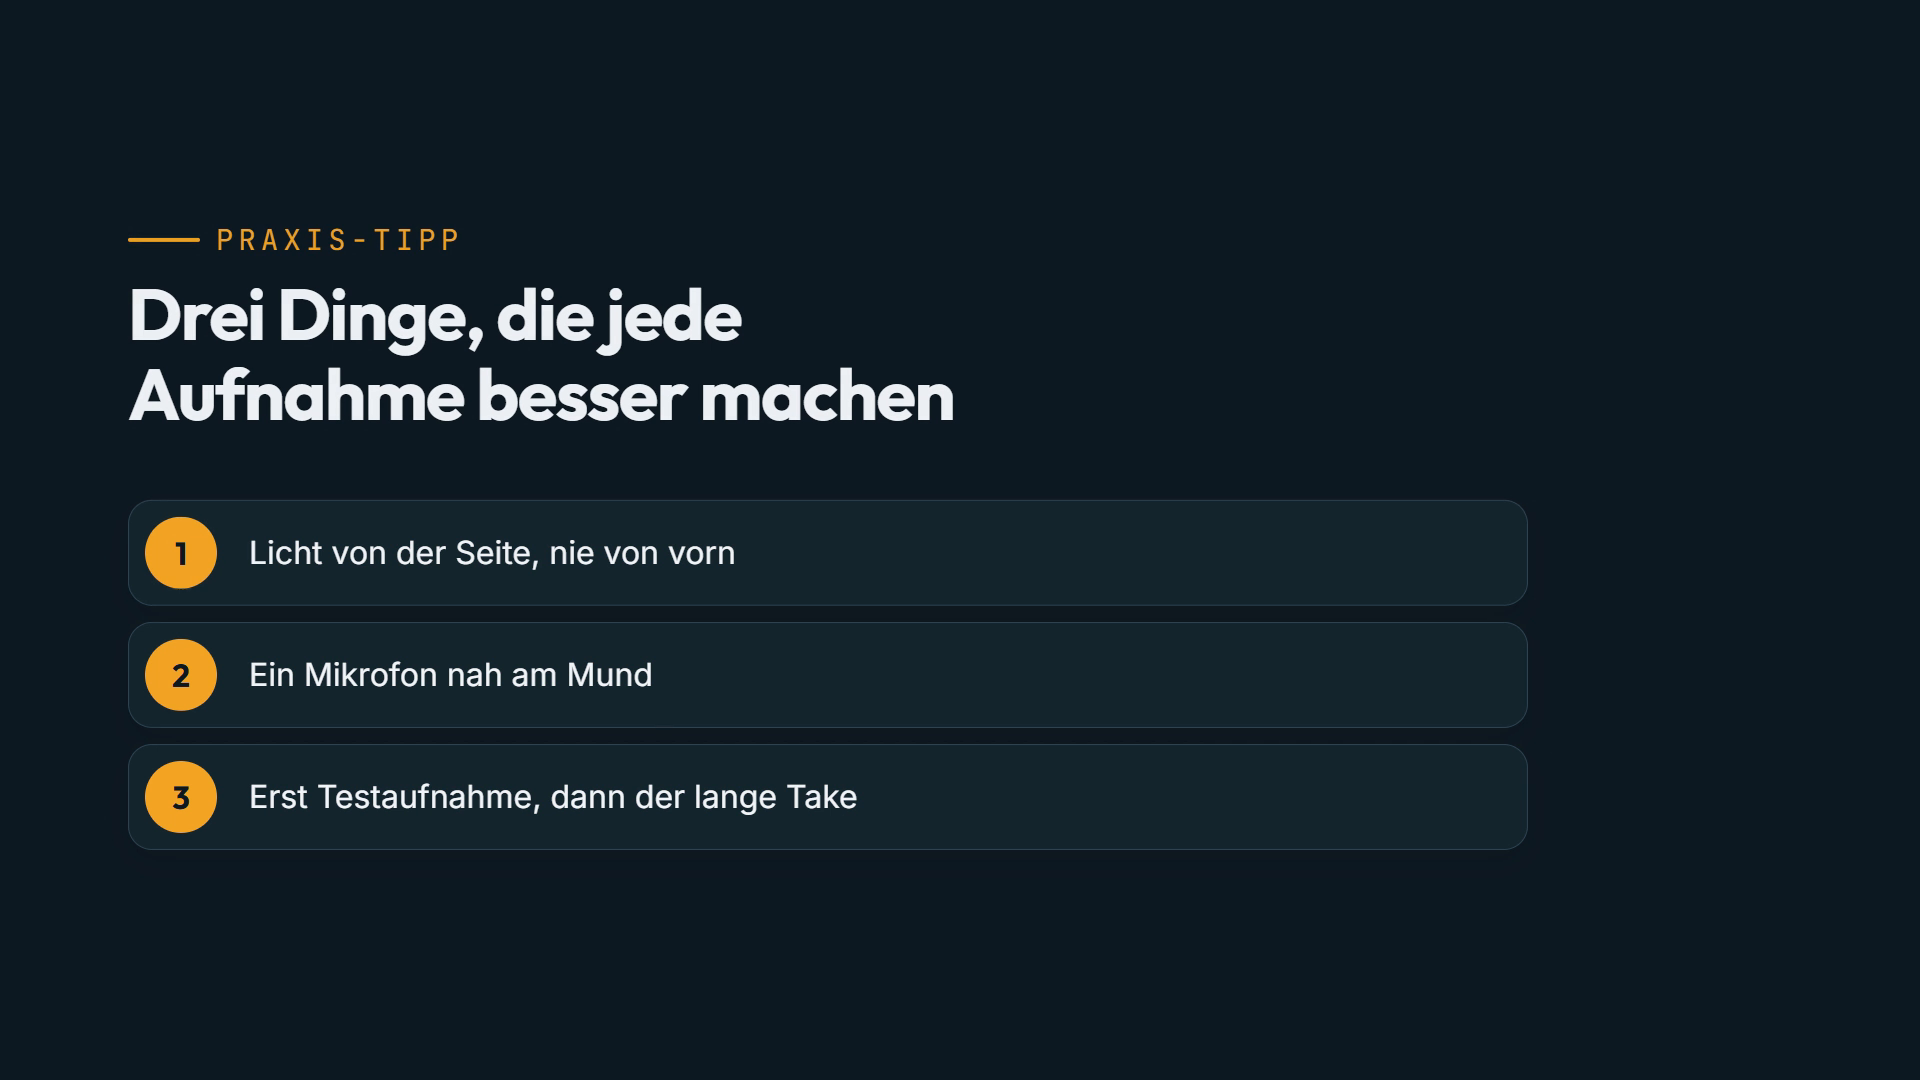 PRAXIS-TIPP
Drei Dinge, die jede
Aufnahme besser machen
1 Licht von der Seite, nie von vorn
2 Ein Mikrofon nah am Mund
3 Erst Testaufnahme, dann der lange Take